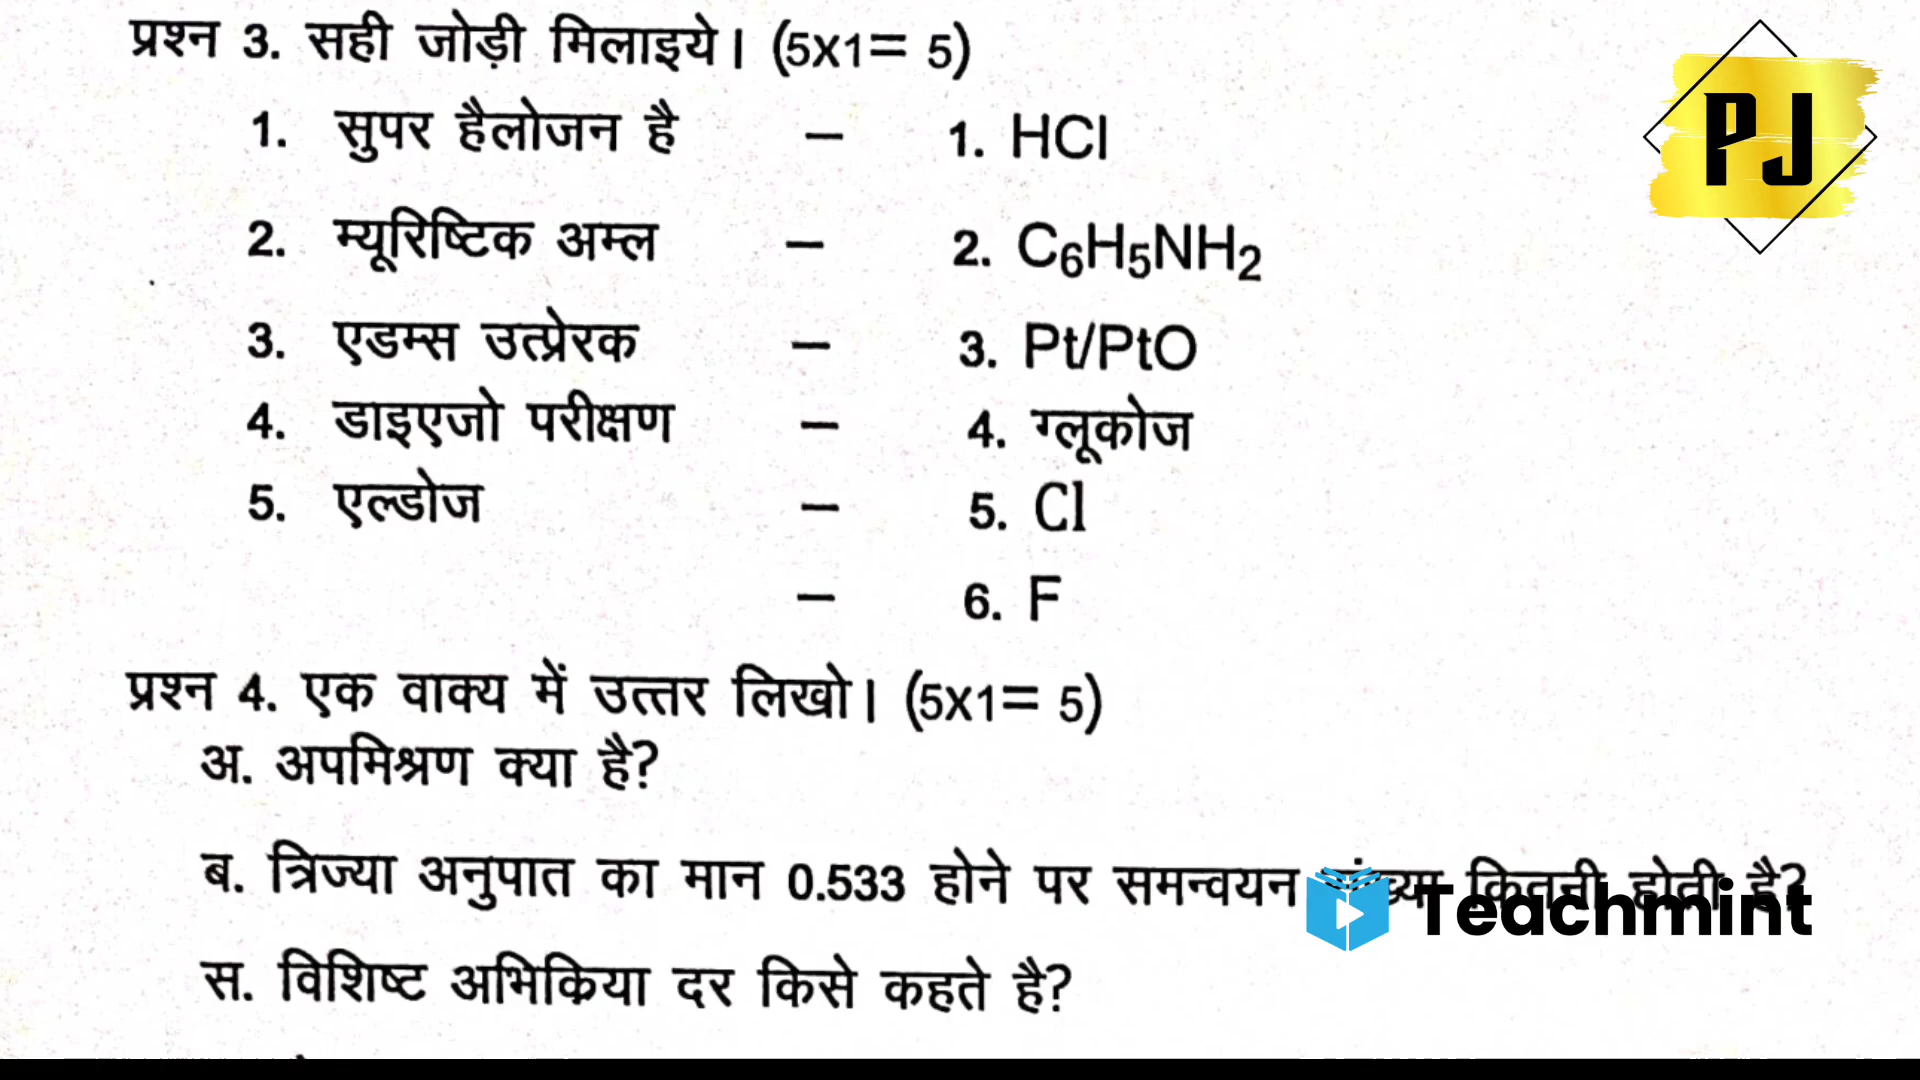 प्रश्न 3. सही जोड़ी मिलाइये। (5X1= 5)
PJ
1. सुपर हैलोजन है – 1. HCl
2. म्यूरिष्टिक अम्ल – 2. C6H5NH2
3. एडम्स उत्प्रेरक – 3. Pt/PtO
4. डाइएजो परीक्षण – 4. ग्लूकोज
5. एल्डोज – 5. Cl
– 6. F
प्रश्न 4. एक वाक्य में उत्तर लिखो। (5X1= 5)
अ. अपमिश्रण क्या है?
ब. त्रिज्या अनुपात का मान 0.533 होने पर समन्वयन कितनी होती है?
Teachmint
स. विशिष्ट अभिकिया दर किसे कहते है?